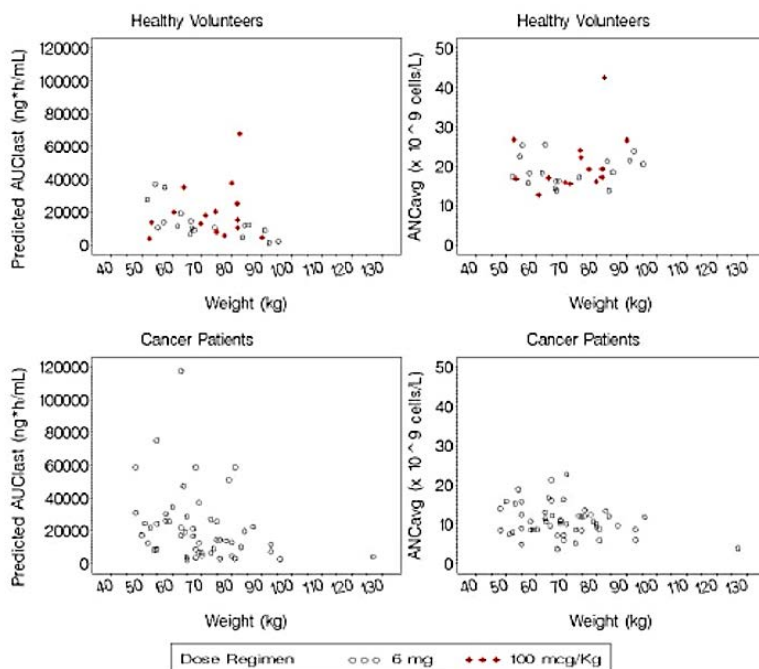 Healthy Volunteers
Predicted AUClast (ng*h/mL)
120000
100000
80000
60000
40000
20000
0
40 50 60 70 80 90 100 110 120 130
Weight (kg)
Healthy Volunteers
ANCavg (x 10^9 cells/L)
50
40
30
20
10
0
40 50 60 70 80 90 100 110 120 130
Weight (kg)
Cancer Patients
Predicted AUClast (ng*h/mL)
120000
100000
80000
60000
40000
20000
0
40 50 60 70 80 90 100 110 120 130
Weight (kg)
Cancer Patients
ANCavg (x 10^9 cells/L)
50
40
30
20
10
0
40 50 60 70 80 90 100 110 120 130
Weight (kg)
Dose Regimen 6 mg 100 mcg/Kg